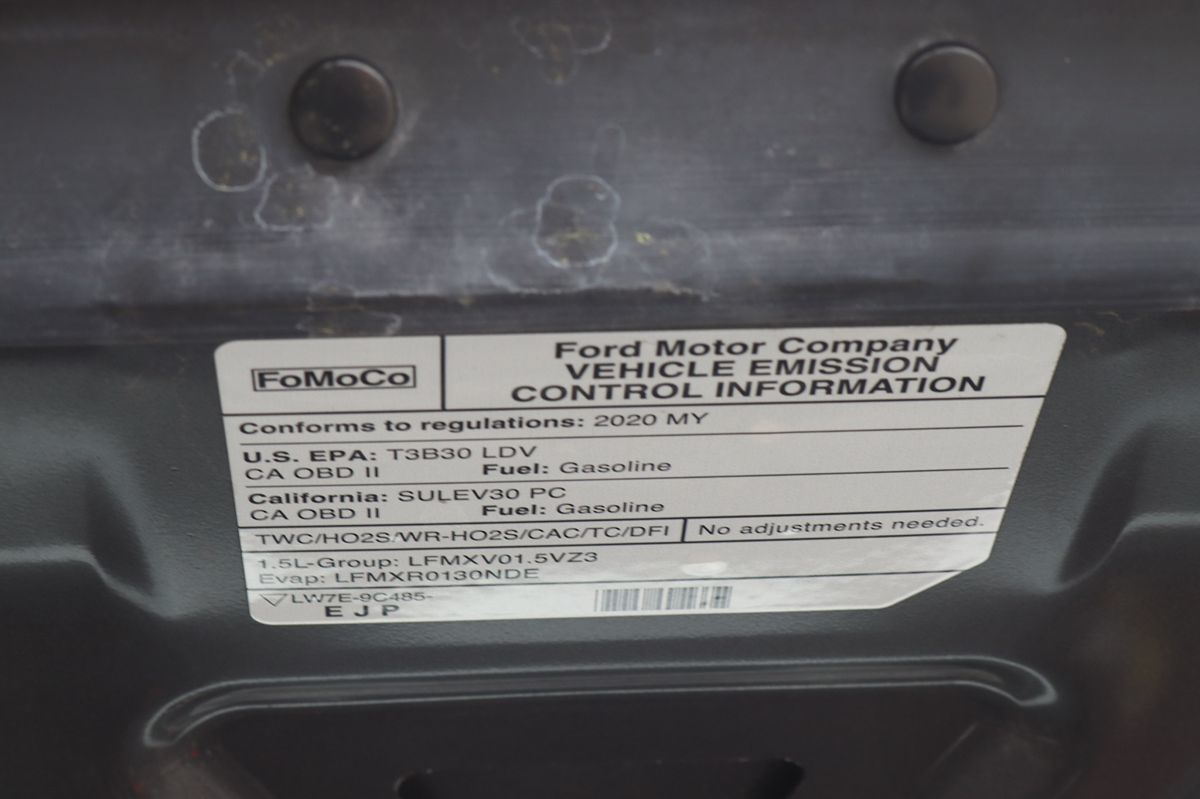 FoMoCo
Ford Motor Company
VEHICLE EMISSION
CONTROL INFORMATION
Conforms to regulations: 2020 MY
U.S. EPA: T3B30 LDV
CA OBD II Fuel: Gasoline
California: SULEV30 PC
CA OBD II Fuel: Gasoline
TWC/HO2S/WR-HO2S/CAC/TC/DFI No adjustments needed.
1.5L-Group: LFMXV01.5VZ3
Evap: LFMXR0130NDE
LW7E-9C485-
E J P